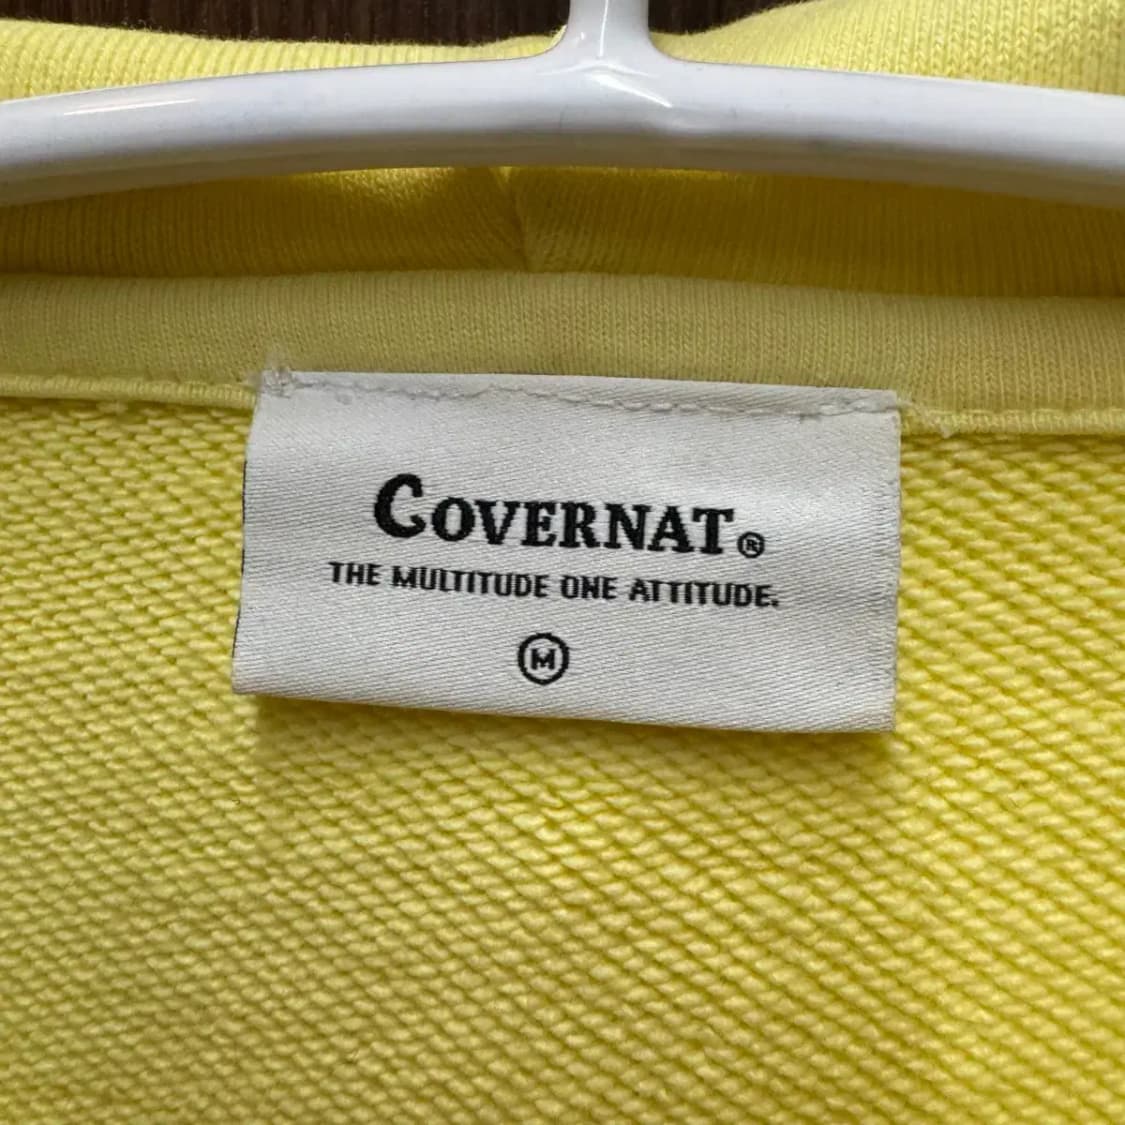 COVERNAT®
THE MULTITUDE ONE ATTITUDE.
M